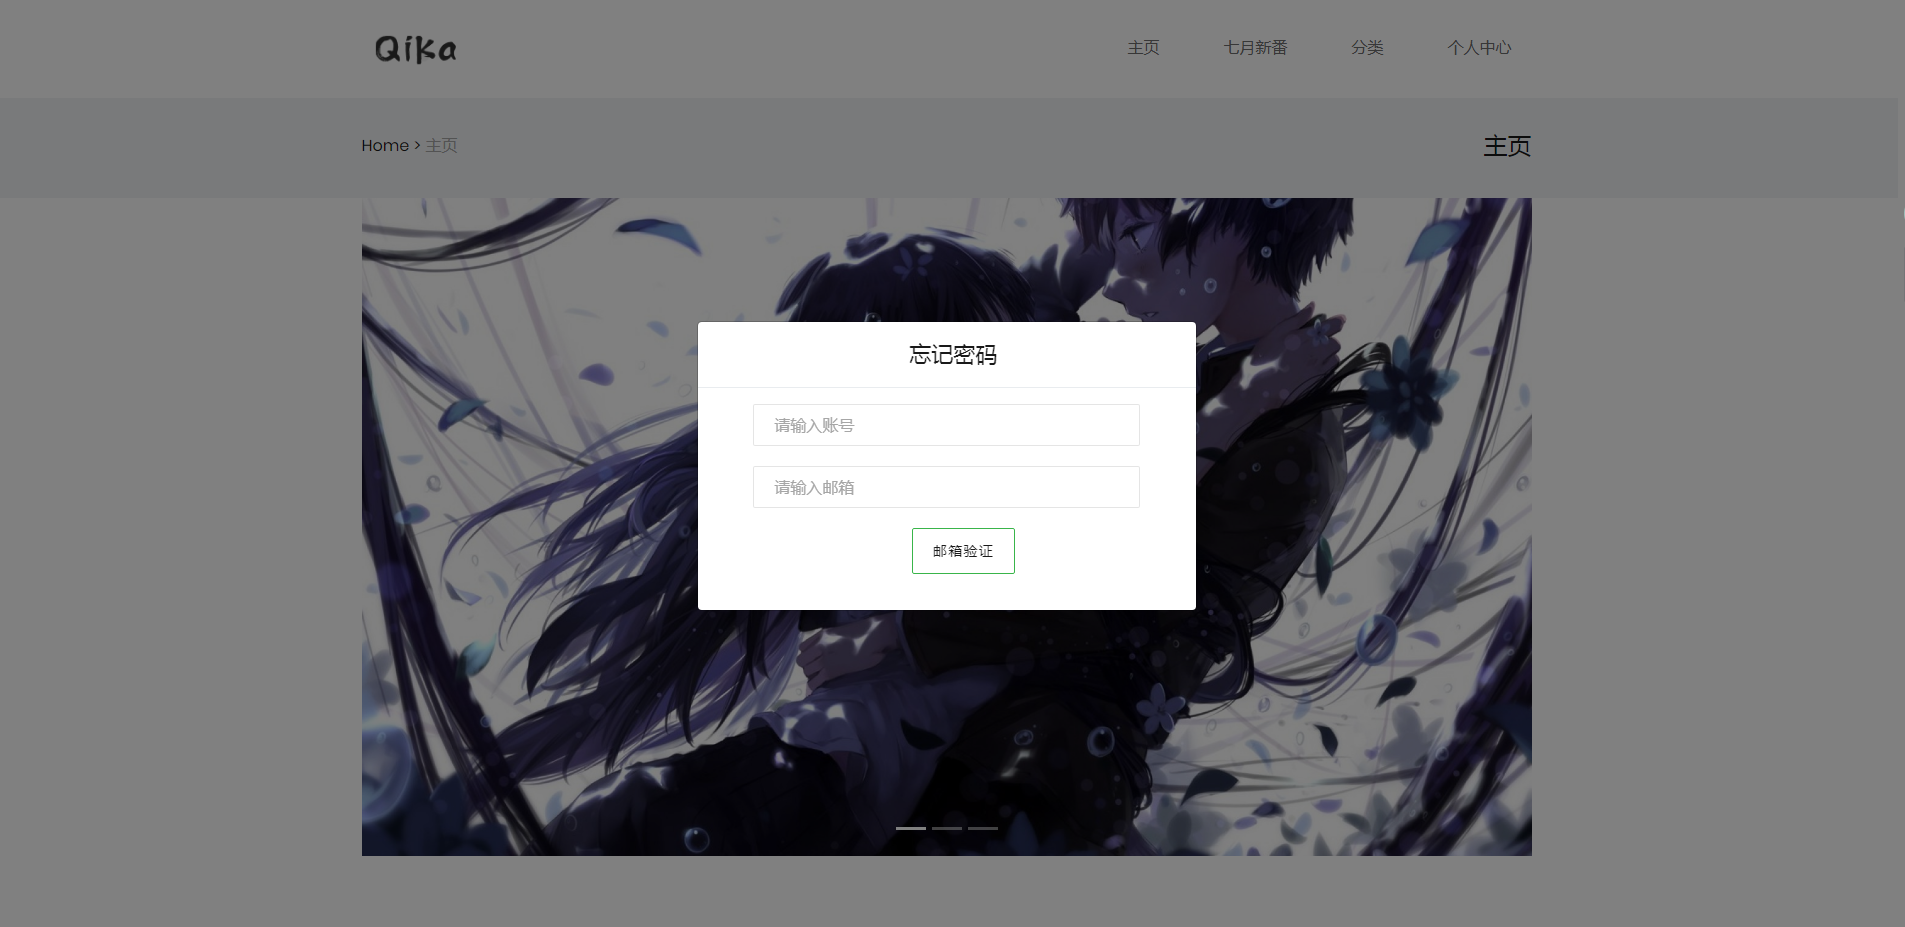 Qika
主页 七月新番 分类 个人中心
Home > 主页
主页
忘记密码
请输入账号
请输入邮箱
邮箱验证